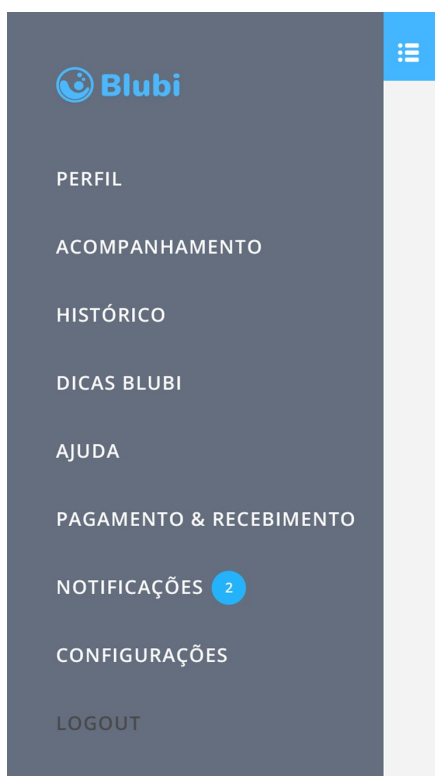 Blubi
PERFIL
ACOMPANHAMENTO
HISTÓRICO
DICAS BLUBI
AJUDA
PAGAMENTO & RECEBIMENTO
NOTIFICAÇÕES 2
CONFIGURAÇÕES
LOGOUT